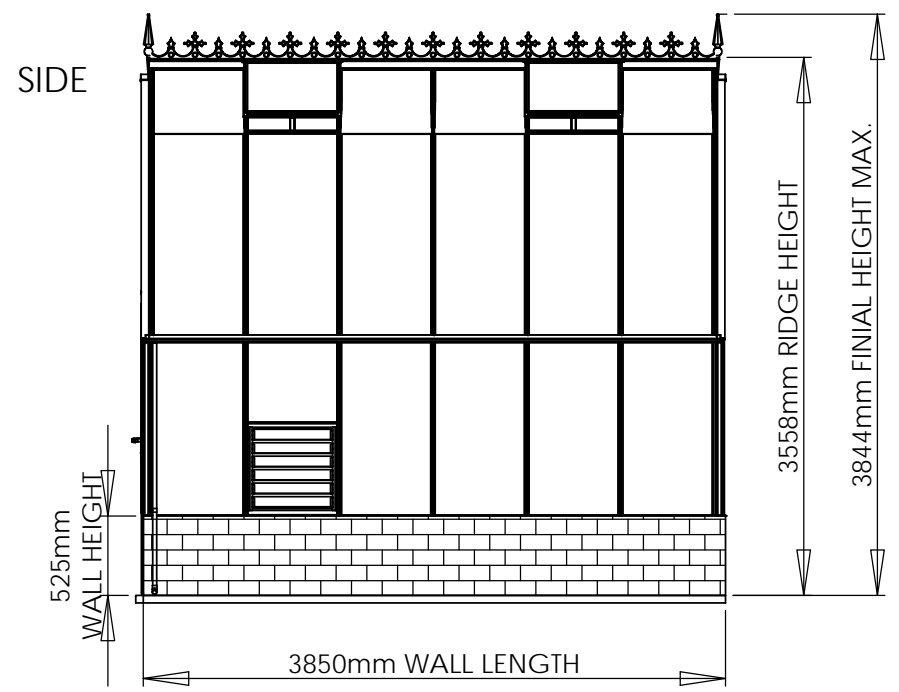 SIDE
3558mm RIDGE HEIGHT
3844mm FINIAL HEIGHT MAX.
525mm
WALL HEIGHT
3850mm WALL LENGTH